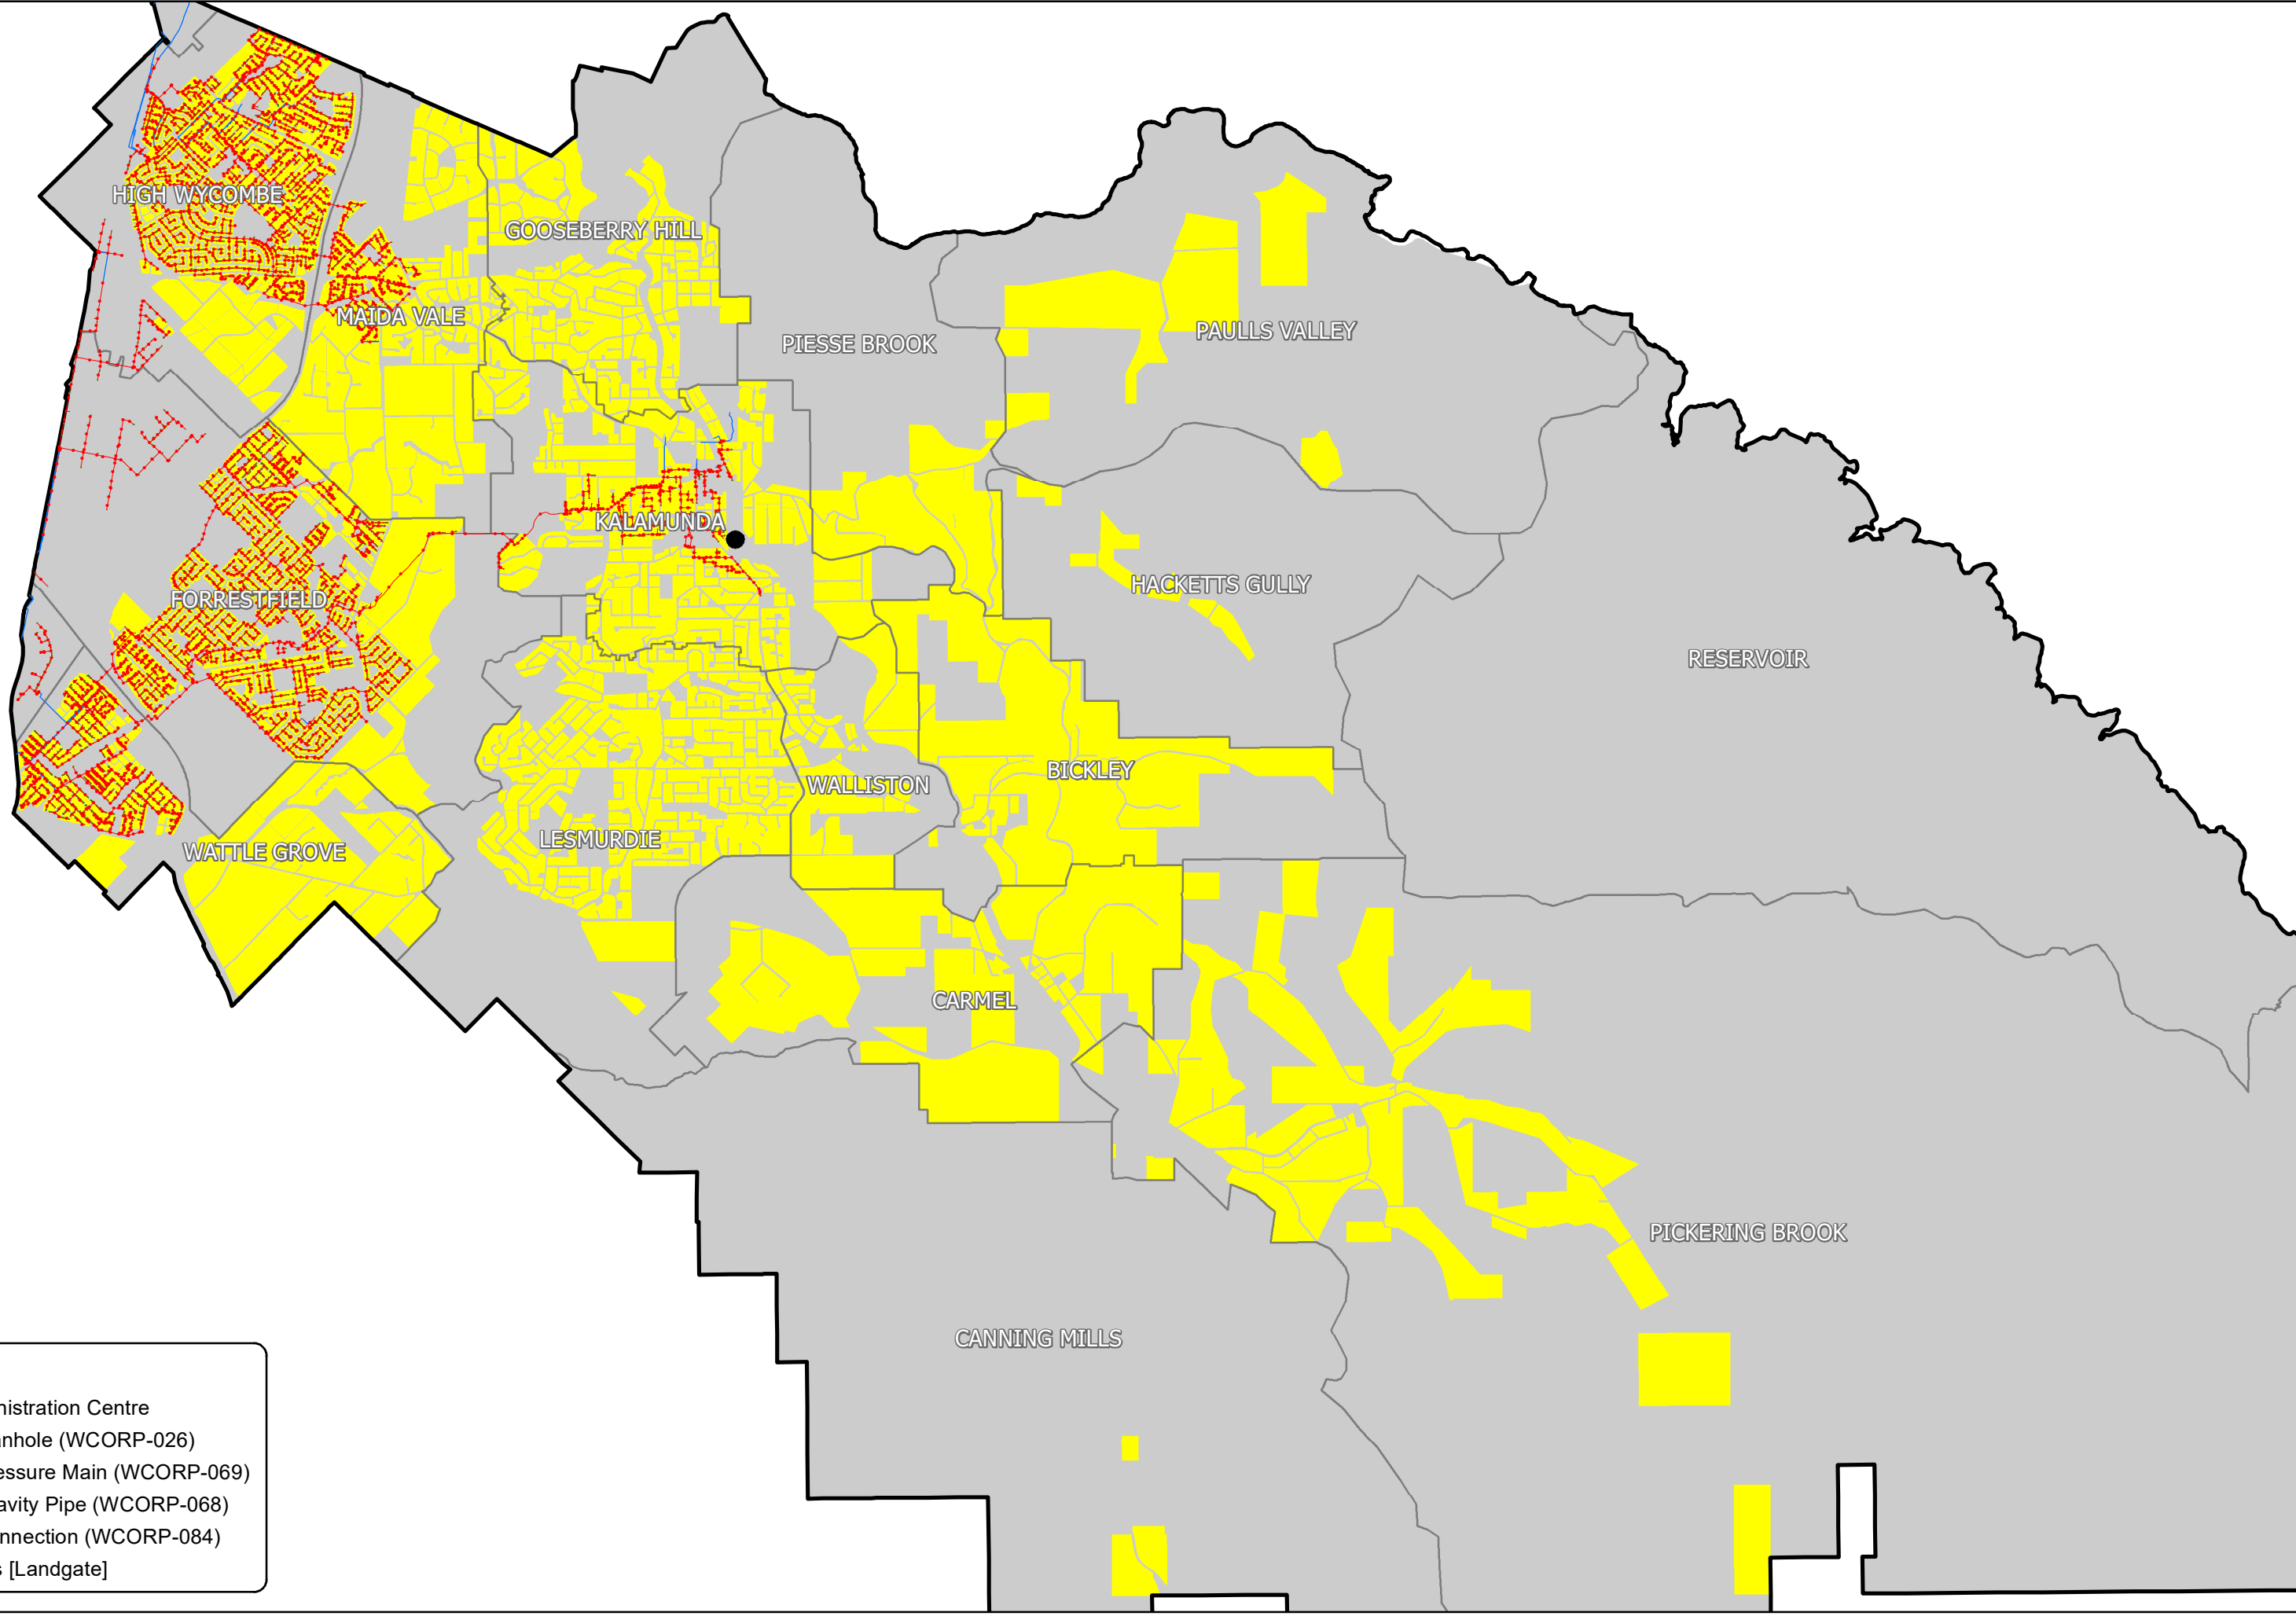 HIGH WYCOMBE
GOOSEBERRY HILL
MAIDA VALE
PIESSE BROOK
PAULLS VALLEY
KALAMUNDA
HACKETTS GULLY
FORRESTFIELD
RESERVOIR
BICKLEY
WALLISTON
LESMURDIE
WATTLE GROVE
CARMEL
PICKERING BROOK
CANNING MILLS
nistration Centre
anhole (WCORP-026)
essure Main (WCORP-069)
avity Pipe (WCORP-068)
nnection (WCORP-084)
s [Landgate]